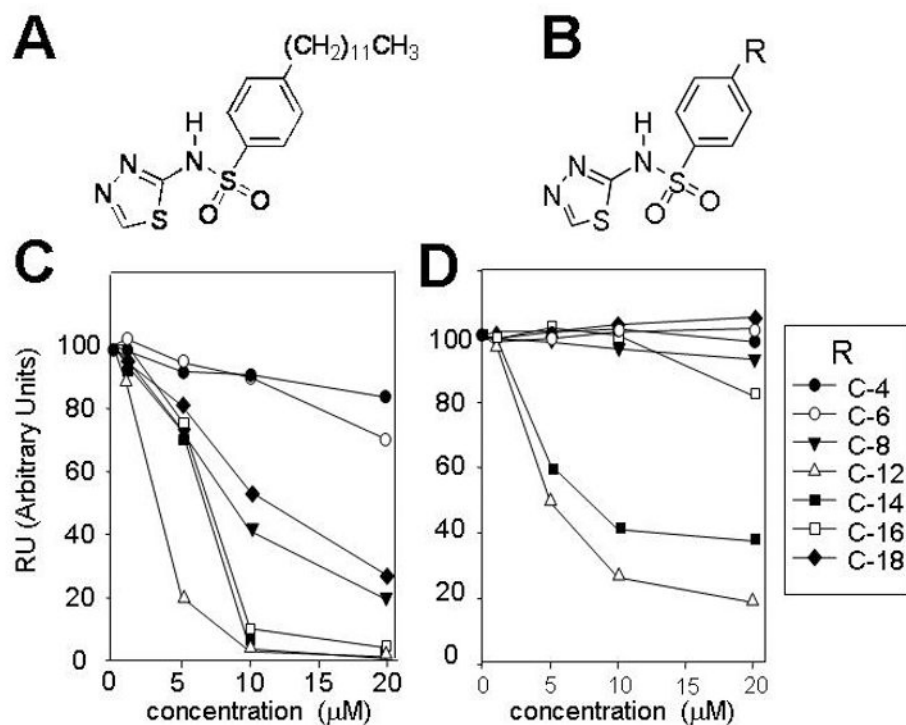 A
(CH₂)₁₁CH₃
H
N
N
N
S
S
O
O
B
R
H
N
N
N
S
S
O
O
C
RU (Arbitrary Units)
100
80
60
40
20
0
0 5 10 15 20
concentration (μM)
D
100
80
60
40
20
0
0 5 10 15 20
concentration (μM)
R
C-4
C-6
C-8
C-12
C-14
C-16
C-18